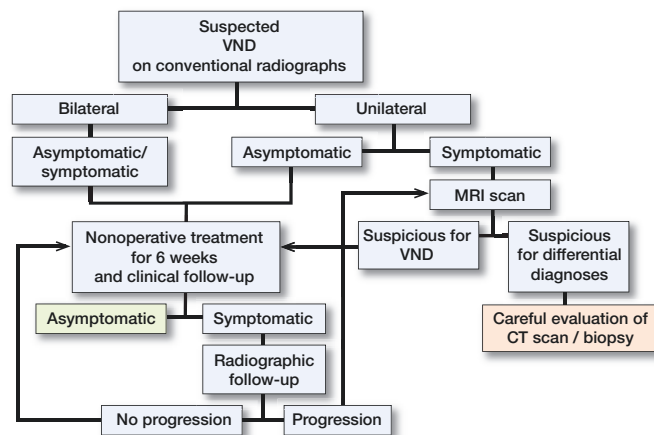 Suspected
VND
on conventional radiographs
Bilateral
Unilateral
Asymptomatic/
symptomatic
Asymptomatic
Symptomatic
MRI scan
Nonoperative treatment
for 6 weeks
and clinical follow-up
Suspicious for
VND
Suspicious
for differential
diagnoses
Asymptomatic
Symptomatic
Careful evaluation of
CT scan / biopsy
Radiographic
follow-up
No progression
Progression